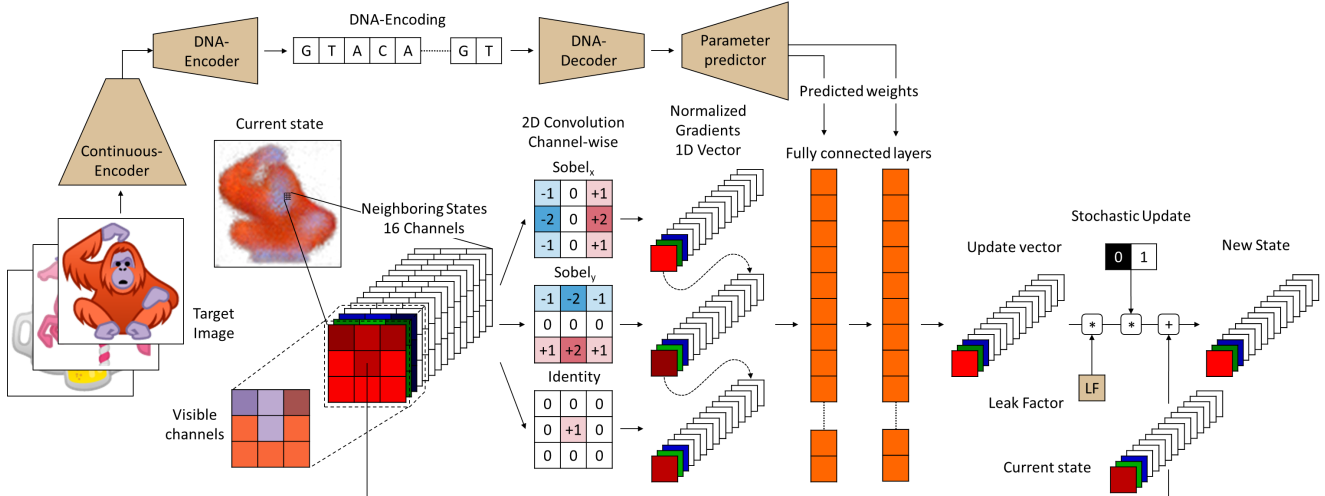 DNA-Encoding
DNA-
Encoder
G T A C A G T
DNA-
Decoder
Parameter
predictor
Predicted weights
Continuous-
Encoder
Current state
Target
Image
Neighboring States
16 Channels
Visible
channels
2D Convolution
Channel-wise
Sobelx
-1 0 +1
-2 0 +2
-1 0 +1
Sobely
-1 -2 -1
0 0 0
+1 +2 +1
Identity
0 0 0
0 +1 0
0 0 0
Normalized
Gradients
1D Vector
Fully connected layers
Update vector
Stochastic Update
0 1
* * +
LF
Leak Factor
New State
Current state